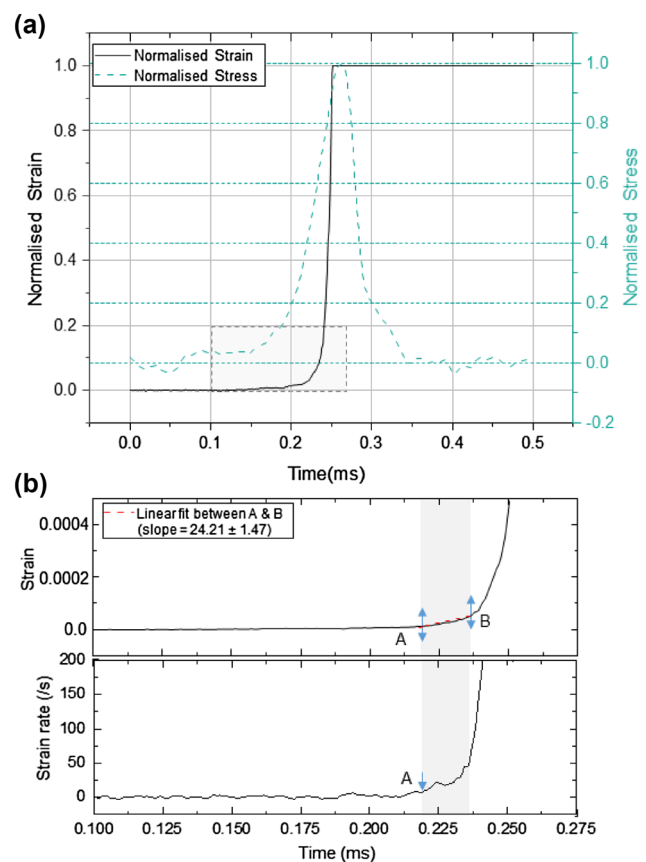 (a)
Normalised Strain
Normalised Stress
1.0
0.8
0.6
0.4
0.2
0.0
Normalised Strain
1.0
0.8
0.6
0.4
0.2
0.0
-0.2
Normalised Stress
0.0 0.1 0.2 0.3 0.4 0.5
Time(ms)
(b)
Linear fit between A & B
(slope = 24.21 ± 1.47)
0.0004
0.0002
0.0
Strain
A
B
200
150
100
50
0
Strain rate (/s)
A
0.100 0.125 0.150 0.175 0.200 0.225 0.250 0.275
Time (ms)